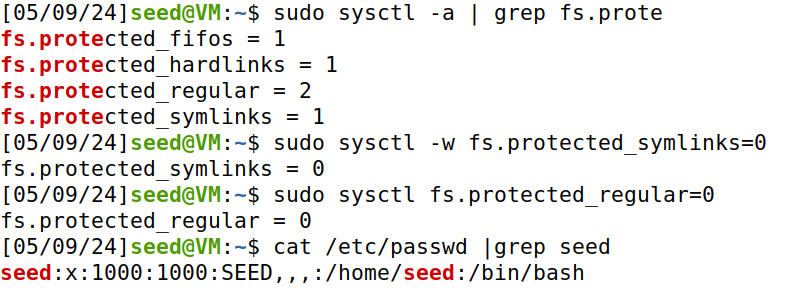 [05/09/24]seed@VM:~$ sudo sysctl -a | grep fs.prote
fs.protected_fifos = 1
fs.protected_hardlinks = 1
fs.protected_regular = 2
fs.protected_symlinks = 1
[05/09/24]seed@VM:~$ sudo sysctl -w fs.protected_symlinks=0
fs.protected_symlinks = 0
[05/09/24]seed@VM:~$ sudo sysctl fs.protected_regular=0
fs.protected_regular = 0
[05/09/24]seed@VM:~$ cat /etc/passwd |grep seed
seed:x:1000:1000:SEED,,,:/home/seed:/bin/bash